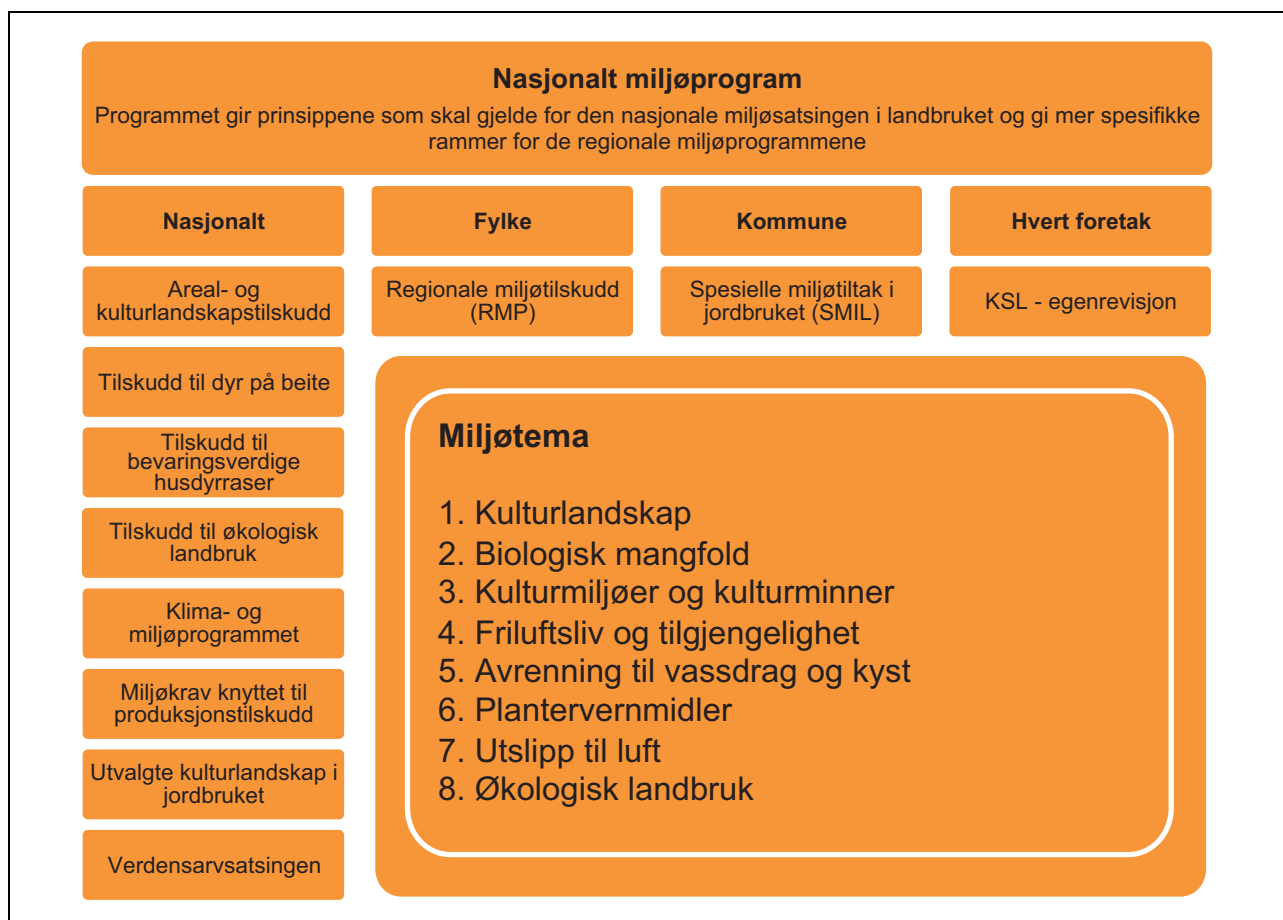 Nasjonalt miljøprogram
Programmet gir prinsippene som skal gjelde for den nasjonale miljøsatsingen i landbruket og gi mer spesifikke
rammer for de regionale miljøprogrammene
Nasjonalt
Fylke
Kommune
Hvert foretak
Areal- og
kulturlandskapstilskudd
Regionale miljøtilskudd
(RMP)
Spesielle miljøtiltak i
jordbruket (SMIL)
KSL - egenrevisjon
Tilskudd til dyr på beite
Tilskudd til
bevaringsverdige
husdyrraser
Tilskudd til økologisk
landbruk
Klima- og
miljøprogrammet
Miljøkrav knyttet til
produksjonstilskudd
Utvalgte kulturlandskap i
jordbruket
Verdensarvsatsingen
Miljøtema
1. Kulturlandskap
2. Biologisk mangfold
3. Kulturmiljøer og kulturminner
4. Friluftsliv og tilgjengelighet
5. Avrenning til vassdrag og kyst
6. Plantervernmidler
7. Utslipp til luft
8. Økologisk landbruk